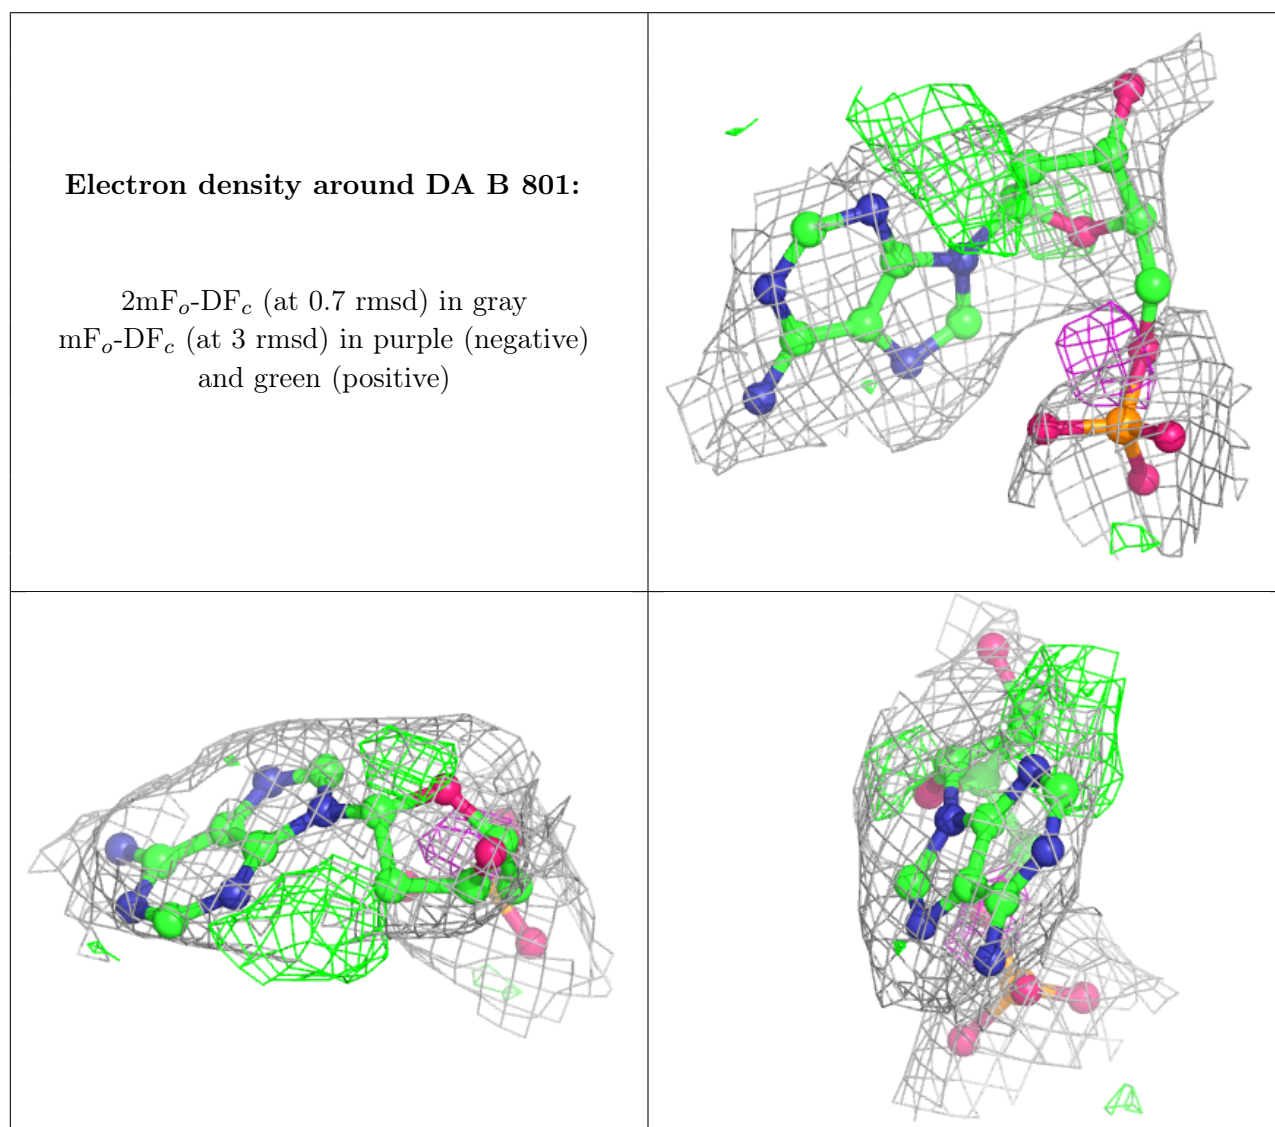 Electron density around DA B 801:
2mFo-DFc (at 0.7 rmsd) in gray
mFo-DFc (at 3 rmsd) in purple (negative)
and green (positive)